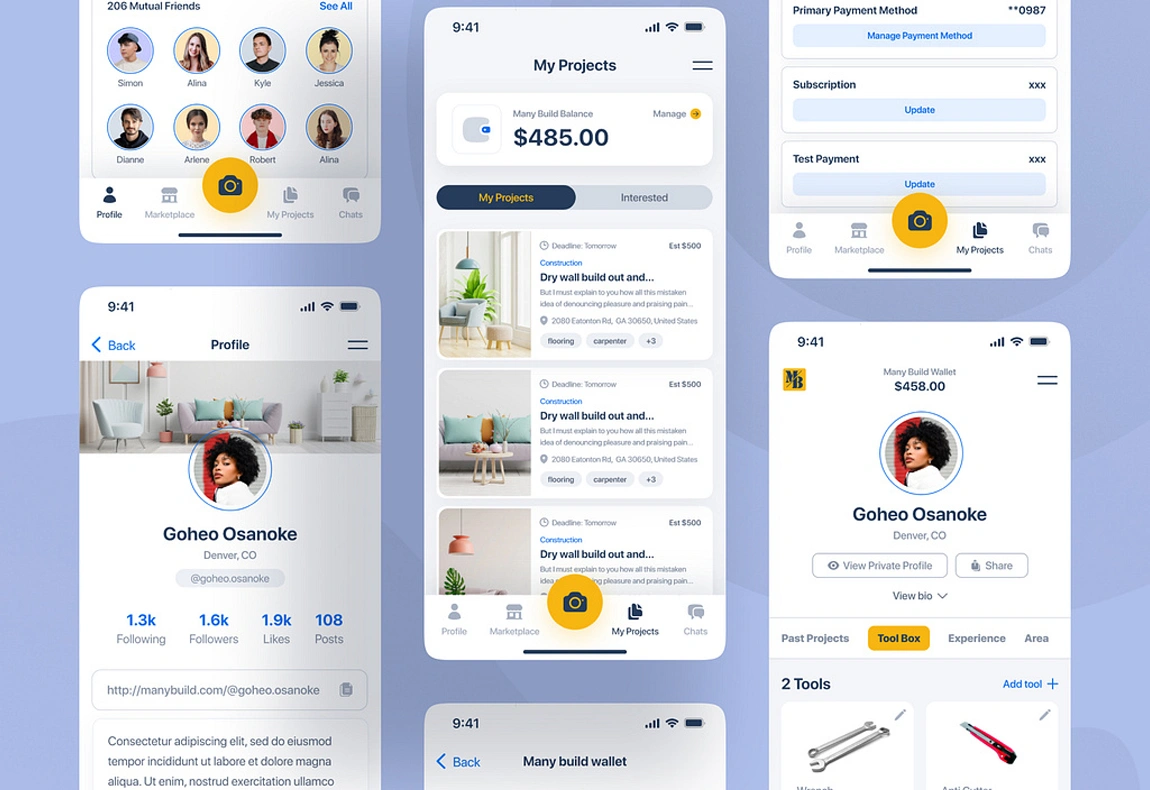 206 Mutual Friends See All
Simon Alina Kyle Jessica
Dianne Arlene Robert Alina
Profile Marketplace My Projects Chats
9:41
Back Profile
Goheo Osanoke
Denver, CO
@goheo.osanoke
1.3k 1.6k 1.9k 108
Following Followers Likes Posts
http://manybuild.com/@goheo.osanoke
Consectetur adipiscing elit, sed do eiusmod
tempor incididunt ut labore et dolore magna
aliqua. Ut enim, nostrud exercitation ullamco
9:41
My Projects
Many Build Balance Manage
$485.00
My Projects Interested
Deadline: Tomorrow Est $500
Construction
Dry wall build out and...
But I must explain to you how all this mistaken
idea of denouncing pleasure and praising pain...
2080 Eatonton Rd, GA 30650, United States
flooring carpenter +3
Deadline: Tomorrow Est $500
Construction
Dry wall build out and...
But I must explain to you how all this mistaken
idea of denouncing pleasure and praising pain...
2080 Eatonton Rd, GA 30650, United States
flooring carpenter +3
Deadline: Tomorrow Est $500
Construction
Dry wall build out and...
But I must explain to you how all this mistaken
idea of denouncing pleasure and praising pain...
Profile Marketplace My Projects Chats
9:41
Back Many build wallet
Primary Payment Method **0987
Manage Payment Method
Subscription xxx
Update
Test Payment xxx
Update
Profile Marketplace My Projects Chats
9:41
MB
Many Build Wallet
$458.00
Goheo Osanoke
Denver, CO
View Private Profile Share
View bio
Past Projects Tool Box Experience Area
2 Tools Add tool +
Wrench Anti Cutter